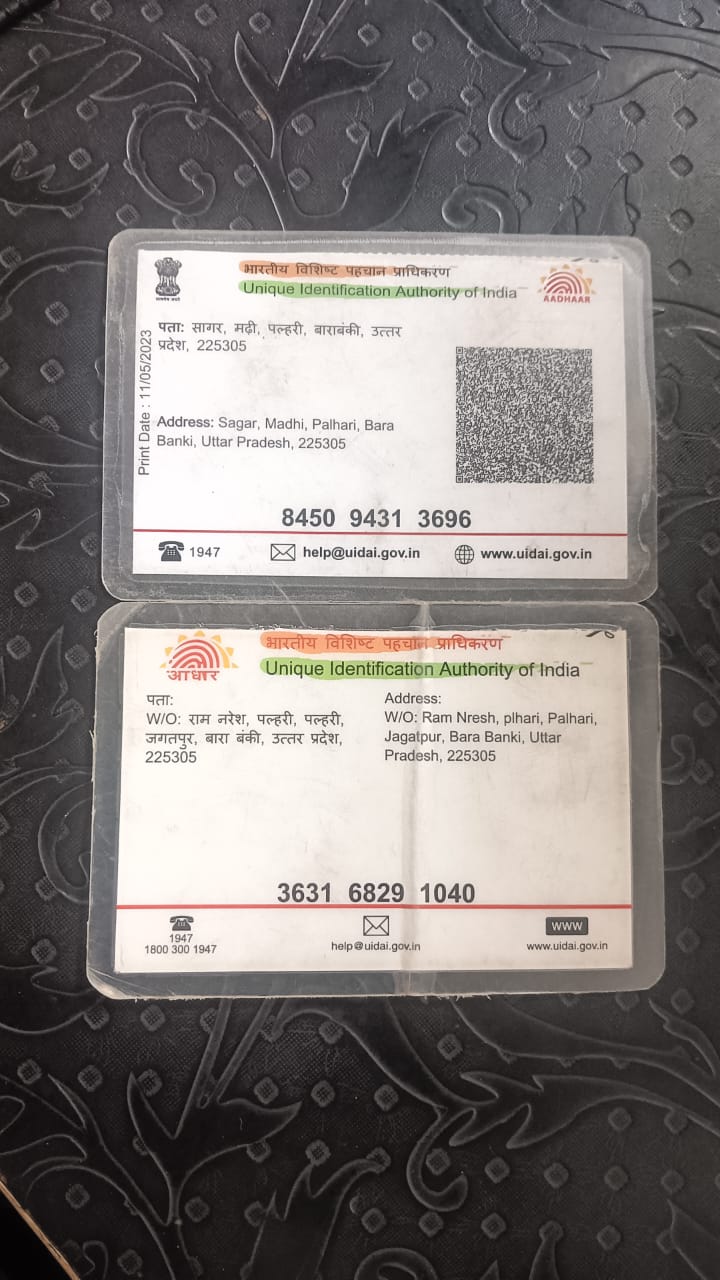 भारतीय विशिष्ट पहचान प्राधिकरण
Unique Identification Authority of India
AADHAAR
Print Date : 11/05/2023
पता: सागर, मढ़ी, पल्हरी, बाराबंकी, उत्तर
प्रदेश, 225305
Address: Sagar, Madhi, Palhari, Bara
Banki, Uttar Pradesh, 225305
8450 9431 3696
1947 help@uidai.gov.in www.uidai.gov.in
भारतीय विशिष्ट पहचान प्राधिकरण
आधार
Unique Identification Authority of India
पता:
W/O: राम नरेश, पल्हरी, पल्हरी,
जगतपुर, बारा बंकी, उत्तर प्रदेश,
225305
Address:
W/O: Ram Nresh, plhari, Palhari,
Jagatpur, Bara Banki, Uttar
Pradesh, 225305
3631 6829 1040
1947
1800 300 1947
help@uidai.gov.in
WWW
www.uidai.gov.in